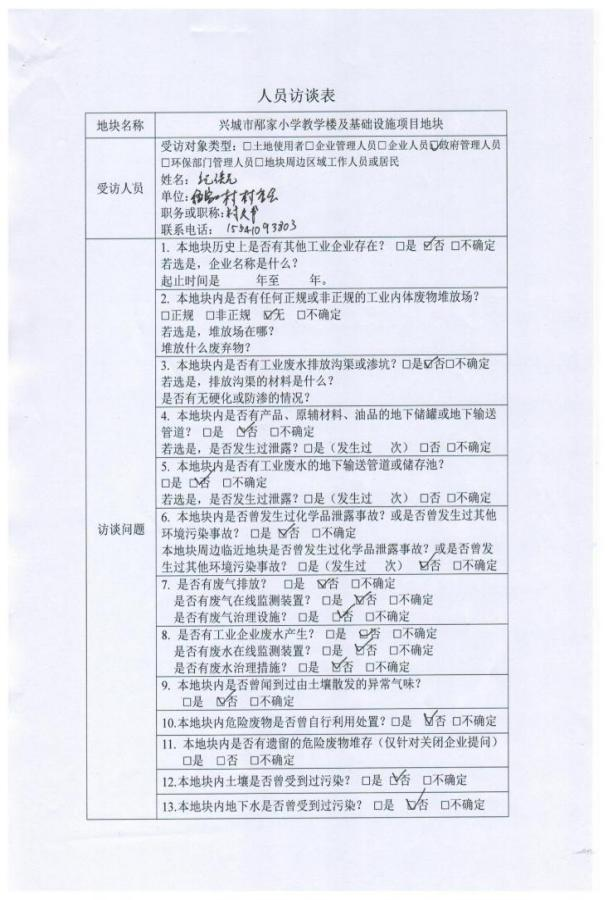 人员访谈表
地块名称 兴城市邴家小学教学楼及基础设施项目地块
受访人员
受访对象类型：□土地使用者□企业管理人员□企业人员☑政府管理人员
□环保部门管理人员□地块周边区域工作人员或居民
姓名：
单位： 村村委会
职务或职称：
联系电话：
访谈问题
1. 本地块历史上是否有其他工业企业存在？ □是 ☑否 □不确定
若选是，企业名称是什么？
起止时间是 年至 年。
2. 本地块内是否有任何正规或非正规的工业内体废物堆放场？
□正规 □非正规 ☑无 □不确定
若选是，堆放场在哪？
堆放什么废弃物？
3. 本地块内是否有工业废水排放沟渠或渗坑？□是☑否□不确定
若选是，排放沟渠的材料是什么？
是否有无硬化或防渗的情况？
4. 本地块内是否有产品、原辅材料、油品的地下储罐或地下输送
管道？ □是 ☑否 □不确定
若选是，是否发生过泄露？□是（发生过 次） □否 □不确定
5. 本地块内是否有工业废水的地下输送管道或储存池？
□是 ☑否 □不确定
若选是，是否发生过泄露？□是（发生过 次） □否 □不确定
6. 本地块内是否曾发生过化学品泄露事故？或是否曾发生过其他
环境污染事故？ □是 ☑否 □不确定
本地块周边临近地块是否曾发生过化学品泄露事故？或是否曾发
生过其他环境污染事故？ □是（发生过 次） ☑否 □不确定
7. 是否有废气排放？ □是 ☑否 □不确定
是否有废气在线监测装置？ □是 ☑否 □不确定
是否有废气治理设施？ □是 ☑否 □不确定
8. 是否有工业企业废水产生？ □是 ☑否 □不确定
是否有废水在线监测装置？ □是 ☑否 □不确定
是否有废水治理措施？ □是 ☑否 □不确定
9. 本地块内是否曾闻到过由土壤散发的异常气味？
□是 ☑否 □不确定
10.本地块内危险废物是否曾自行利用处置？□是 ☑否 □不确定
11. 本地块内是否有遗留的危险废物堆存（仅针对关闭企业提问）
□是 □否 □不确定
12.本地块内土壤是否曾受到过污染？ □是 ☑否 □不确定
13.本地块内地下水是否曾受到过污染？ □是 ☑否 □不确定